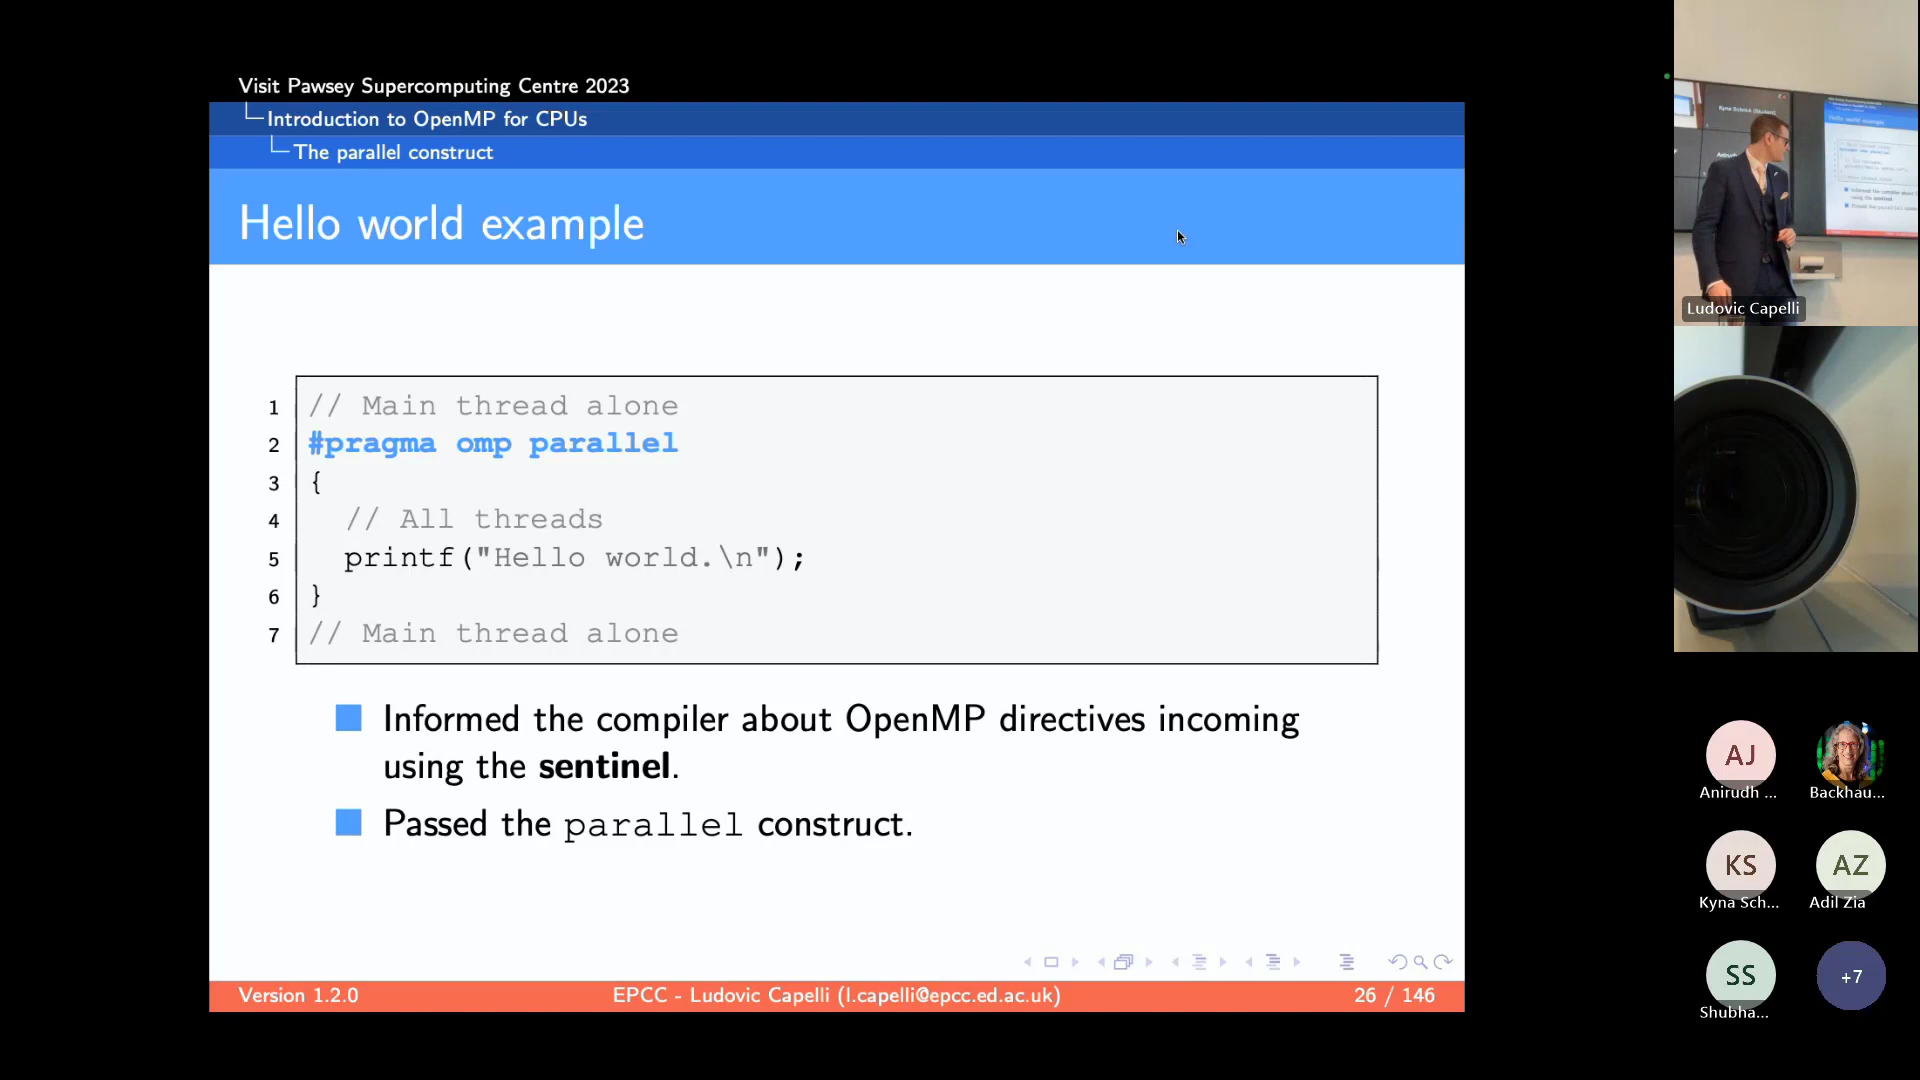 Visit Pawsey Supercomputing Centre 2023
Introduction to OpenMP for CPUs
The parallel construct
Hello world example
1 // Main thread alone
2 #pragma omp parallel
3 {
4 // All threads
5 printf("Hello world.\n");
6 }
7 // Main thread alone
Informed the compiler about OpenMP directives incoming
using the sentinel.
Passed the parallel construct.
Version 1.2.0 EPCC - Ludovic Capelli (l.capelli@epcc.ed.ac.uk) 26 / 146
Ludovic Capelli
AJ
Anirudh ...
Backhau...
KS
Kyna Sch...
AZ
Adil Zia
SS
Shubha...
+7